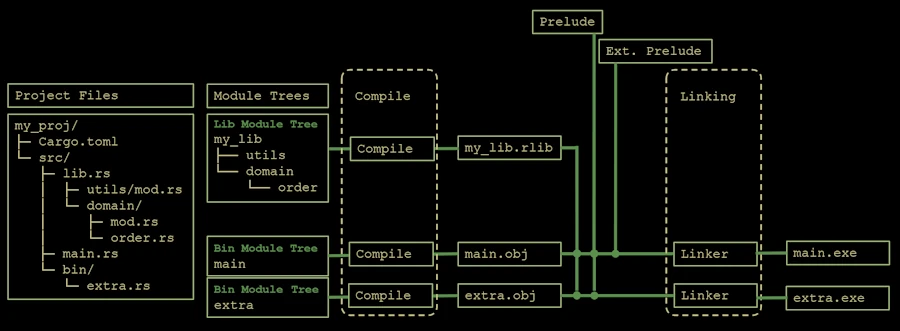 Prelude
Ext. Prelude
Project Files
my_proj/
Cargo.toml
src/
lib.rs
utils/mod.rs
domain/
mod.rs
order.rs
main.rs
bin/
extra.rs
Module Trees
Lib Module Tree
my_lib
utils
domain
order
Bin Module Tree
main
Bin Module Tree
extra
Compile
Compile
Compile
Compile
my_lib.rlib
main.obj
extra.obj
Linking
Linker
Linker
main.exe
extra.exe